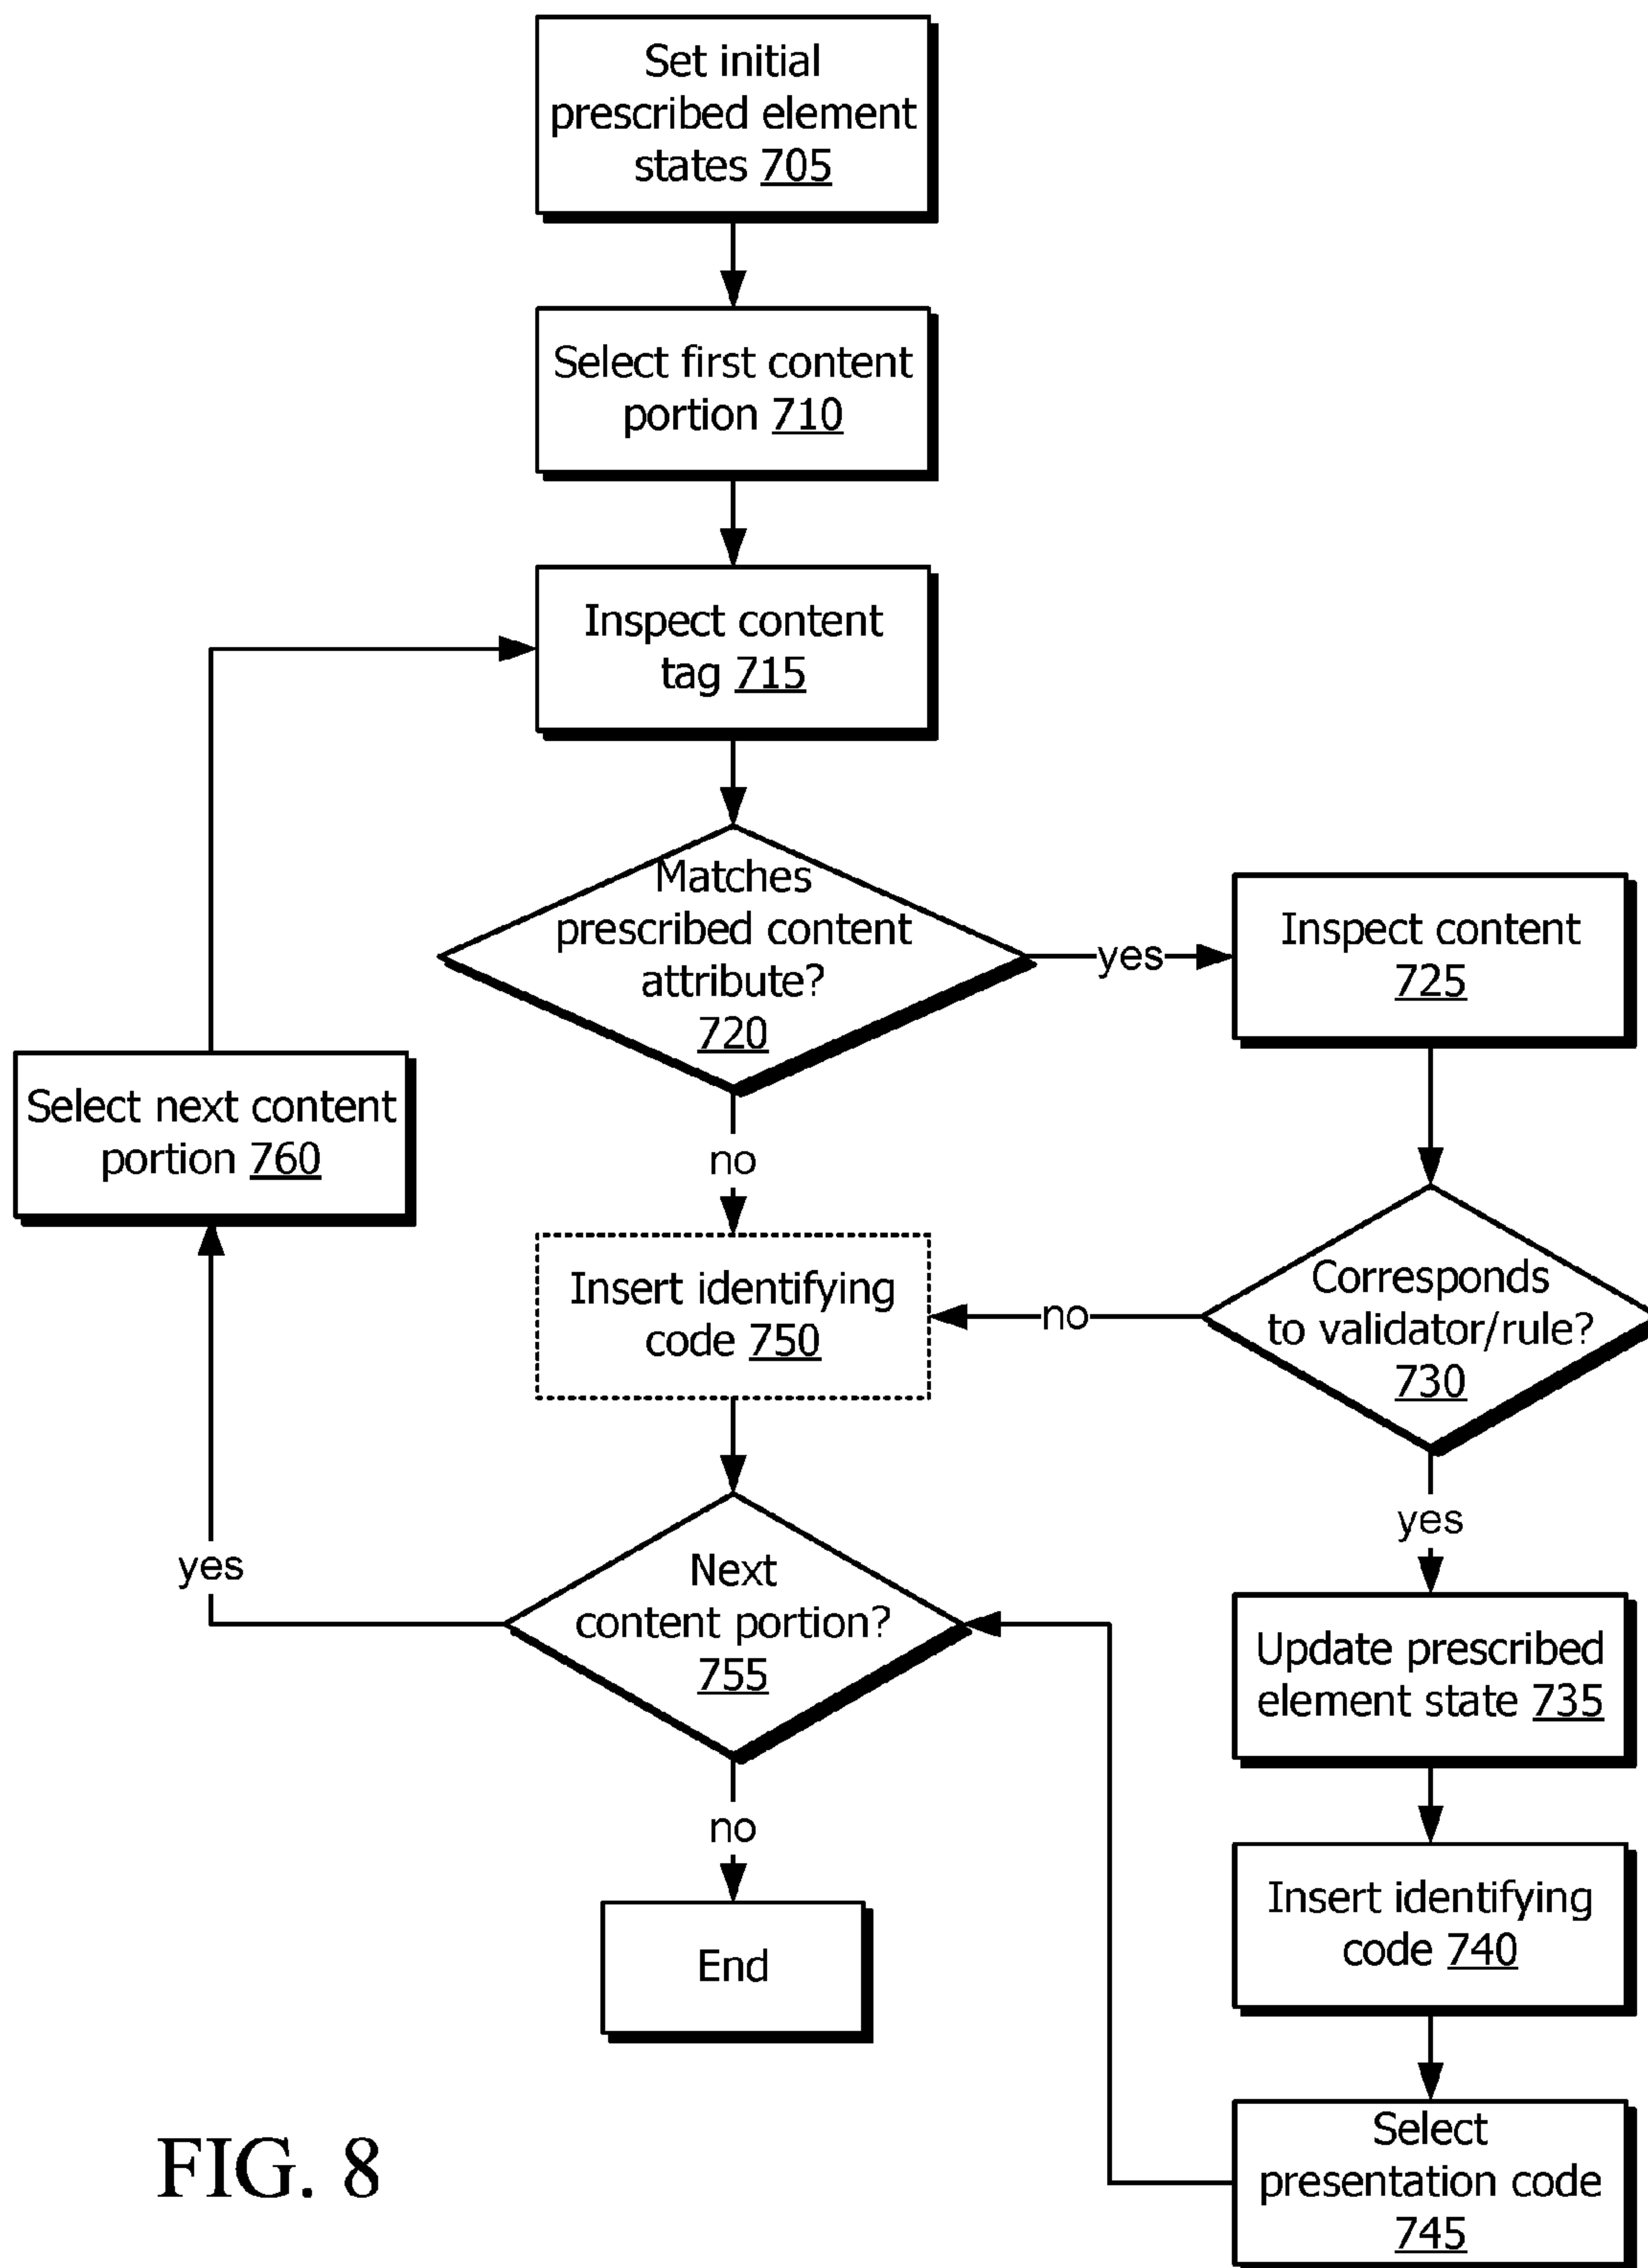 Set initial
prescribed element
states 705
Select first content
portion 710
Inspect content
tag 715
Matches
prescribed content
attribute?
720
yes
Inspect content
725
Select next content
portion 760
no
Insert identifying
code 750
no
Corresponds
to validator/rule?
730
yes
yes
Next
content portion?
755
Update prescribed
element state 735
no
Insert identifying
code 740
End
Select
presentation code
745
FIG. 8